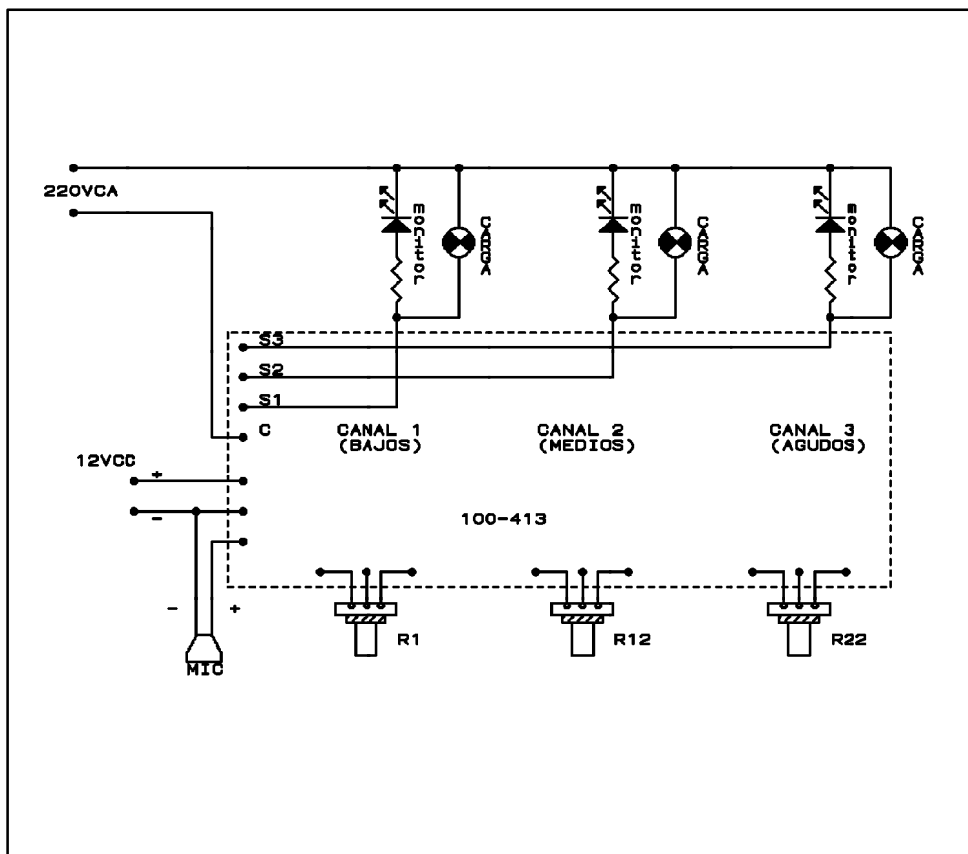 220VCA
monitor
CARGA
monitor
CARGA
monitor
CARGA
S3
S2
S1
C
CANAL 1
(BAJOS)
CANAL 2
(MEDIOS)
CANAL 3
(AGUDOS)
12VCC
+
-
100-413
-
+
MIC
R1
R12
R22